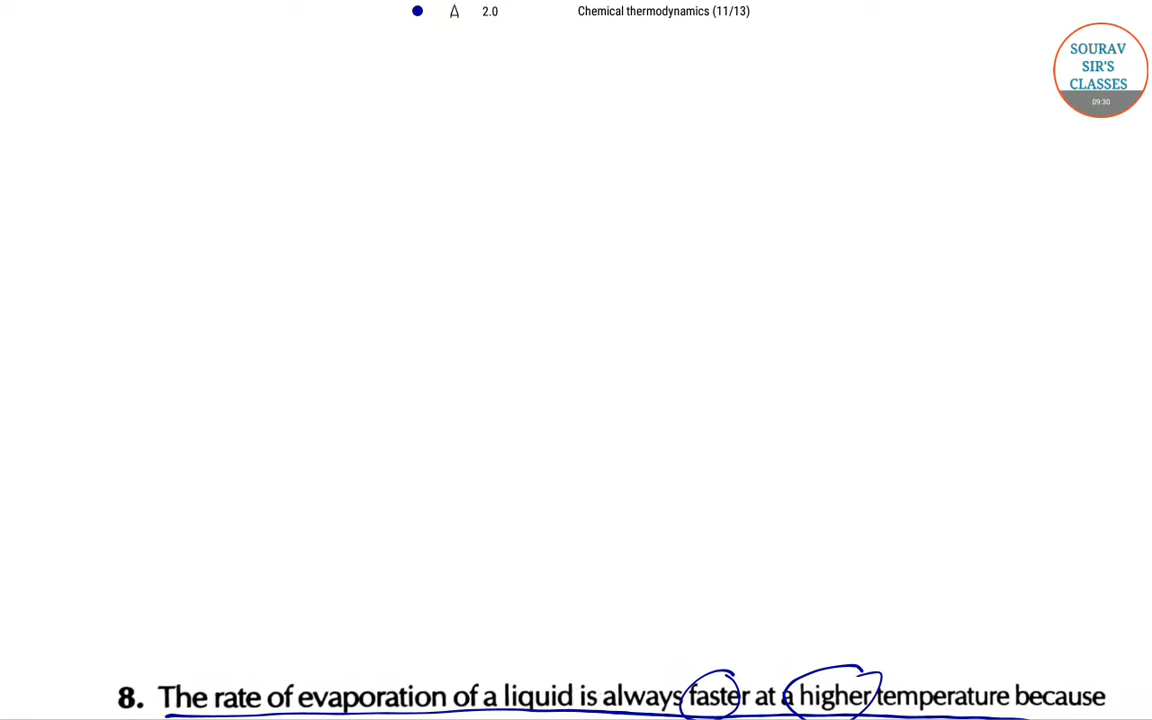 2.0 Chemical thermodynamics (11/13)
SOURAV
SIR'S
CLASSES
09:30
8. The rate of evaporation of a liquid is always faster at a higher temperature because